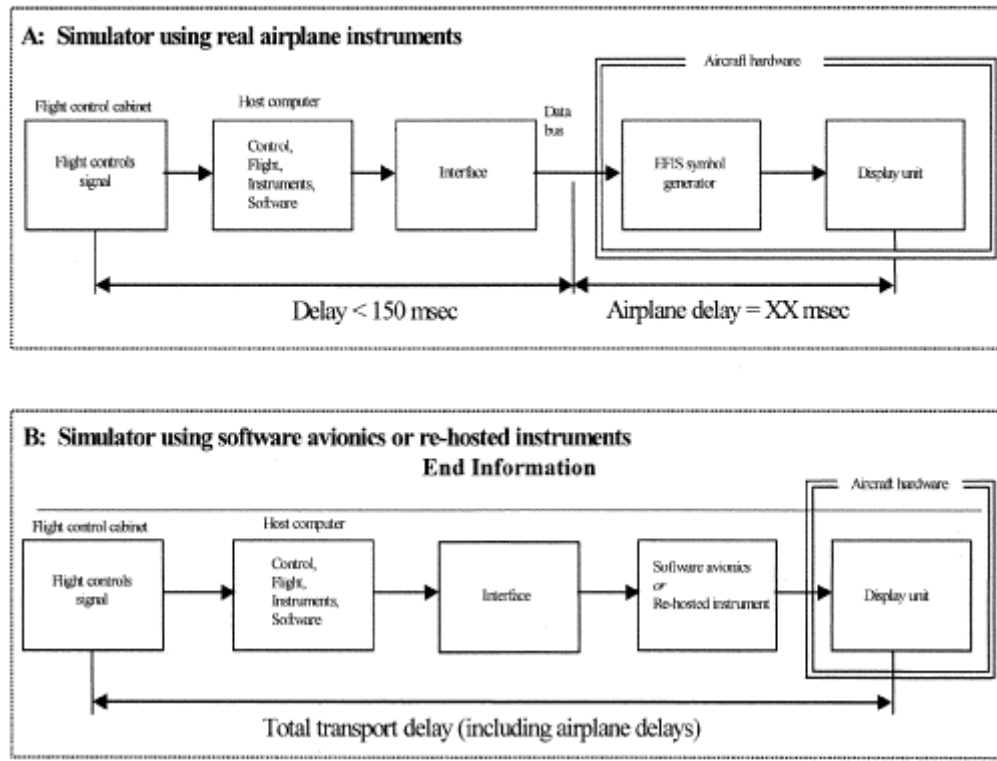 A: Simulator using real airplane instruments
Aircraft hardware
Flight control cabinet
Host computer
Data
bus
Flight controls
signal
Control,
Flight,
Instruments,
Software
Interface
EFIS symbol
generator
Display unit
Delay < 150 msec
Airplane delay = XX msec
B: Simulator using software avionics or re-hosted instruments
End Information
Aircraft hardware
Flight control cabinet
Host computer
Flight controls
signal
Control,
Flight,
Instruments,
Software
Interface
Software avionics
or
Re-hosted instrument
Display unit
Total transport delay (including airplane delays)